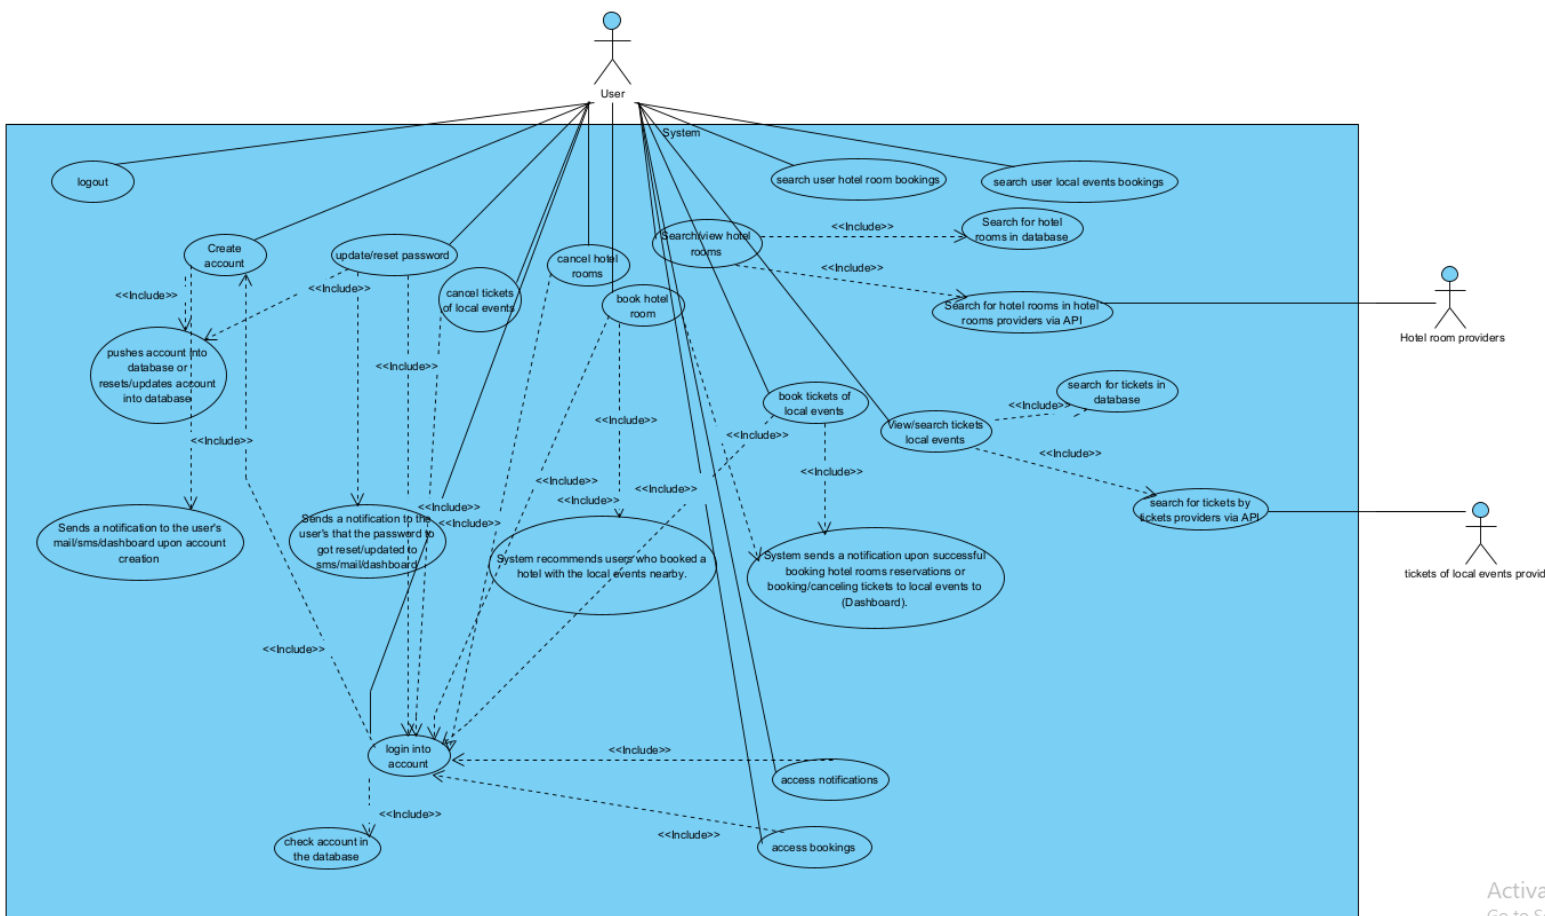 User
System
logout
search user hotel room bookings
search user local events bookings
Create
account
update/reset password
cancel tickets
of local events
cancel hotel
rooms
book hotel
room
Search/view hotel
rooms
<<Include>>
Search for hotel
rooms in database
<<Include>>
Search for hotel rooms in hotel
rooms providers via API
Hotel room providers
<<Include>>
<<Include>>
pushes account into
database or
resets/updates account
into database
<<Include>>
book tickets of
local events
View/search tickets
local events
<<Include>>
search for tickets in
database
<<Include>>
search for tickets by
tickets providers via API
tickets of local events provid
<<Include>>
<<Include>>
<<Include>>
<<Include>>
<<Include>>
<<Include>>
<<Include>>
<<Include>>
<<Include>>
<<Include>>
Sends a notification to the user's
mail/sms/dashboard upon account
creation
Sends a notification to the
user's that the password to
got reset/updated to
sms/mail/dashboard
System recommends users who booked a
hotel with the local events nearby.
System sends a notification upon successful
booking hotel rooms reservations or
booking/canceling tickets to local events to
(Dashboard).
<<Include>>
login into
account
<<Include>>
access notifications
<<Include>>
check account in
the database
<<Include>>
access bookings
Activa